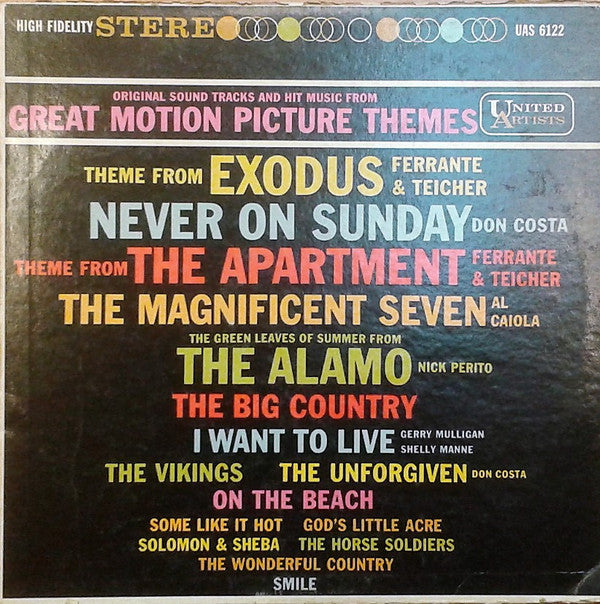 HIGH FIDELITY STEREO UAS 6122
ORIGINAL SOUND TRACKS AND HIT MUSIC FROM
GREAT MOTION PICTURE THEMES
UNITED
ARTISTS
THEME FROM EXODUS FERRANTE
& TEICHER
NEVER ON SUNDAY DON COSTA
THEME FROM THE APARTMENT FERRANTE
& TEICHER
THE MAGNIFICENT SEVEN AL
CAIOLA
THE GREEN LEAVES OF SUMMER FROM
THE ALAMO NICK PERITO
THE BIG COUNTRY
I WANT TO LIVE GERRY MULLIGAN
SHELLY MANNE
THE VIKINGS THE UNFORGIVEN DON COSTA
ON THE BEACH
SOME LIKE IT HOT GOD'S LITTLE ACRE
SOLOMON & SHEBA THE HORSE SOLDIERS
THE WONDERFUL COUNTRY
SMILE